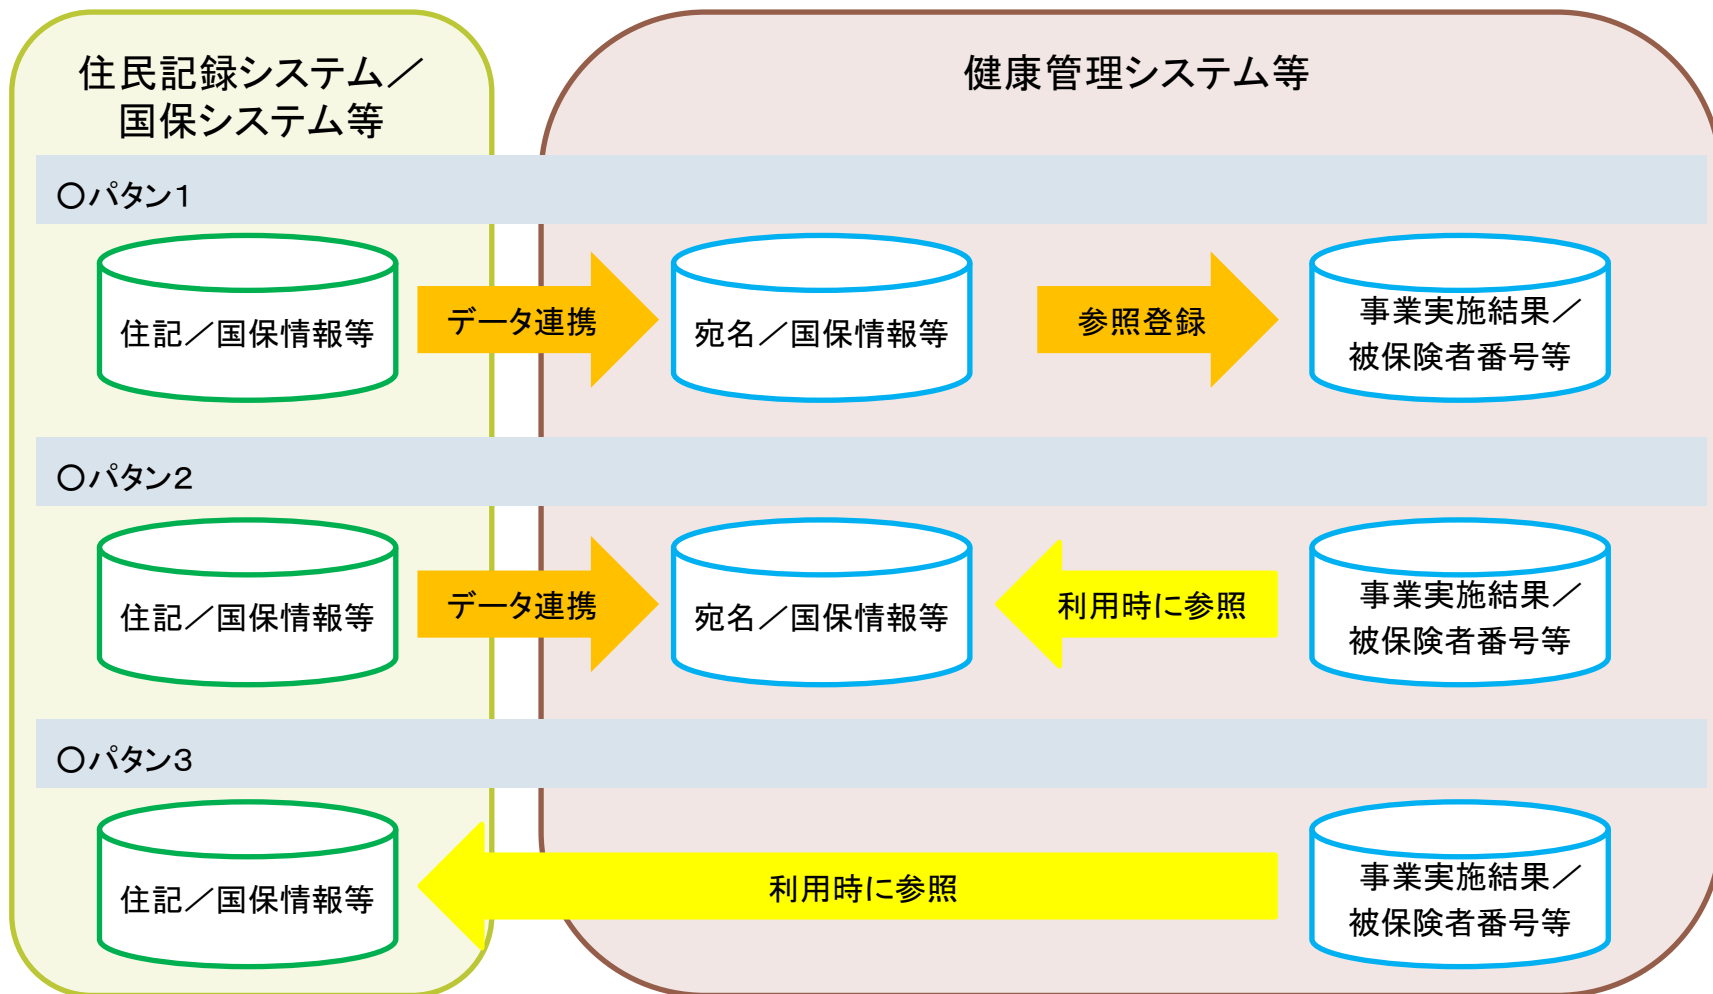 住民記録システム／
国保システム等
健康管理システム等
○パタン１
住記／国保情報等
データ連携
宛名／国保情報等
参照登録
事業実施結果／
被保険者番号等
○パタン２
住記／国保情報等
データ連携
宛名／国保情報等
利用時に参照
事業実施結果／
被保険者番号等
○パタン３
住記／国保情報等
利用時に参照
事業実施結果／
被保険者番号等